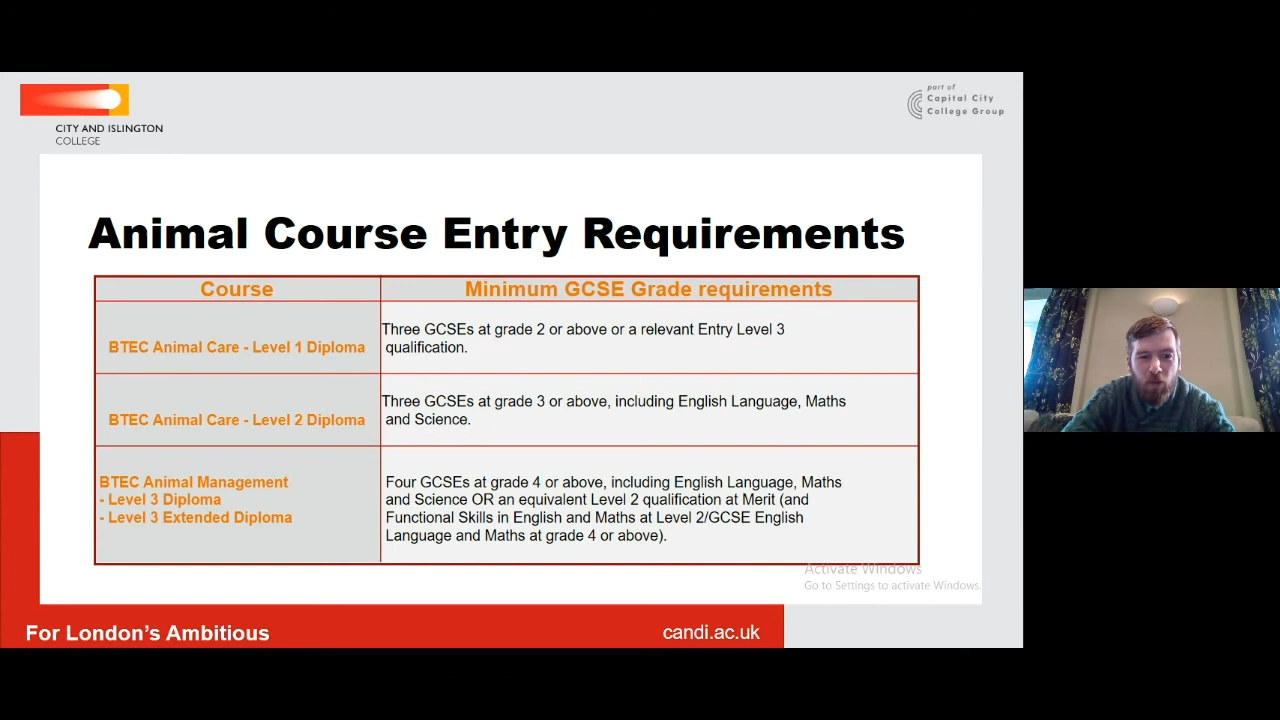 CITY AND ISLINGTON
COLLEGE
part of
Capital City
College Group
Animal Course Entry Requirements
Course
Minimum GCSE Grade requirements
BTEC Animal Care - Level 1 Diploma
Three GCSEs at grade 2 or above or a relevant Entry Level 3
qualification.
BTEC Animal Care - Level 2 Diploma
Three GCSEs at grade 3 or above, including English Language, Maths
and Science.
BTEC Animal Management
- Level 3 Diploma
- Level 3 Extended Diploma
Four GCSEs at grade 4 or above, including English Language, Maths
and Science OR an equivalent Level 2 qualification at Merit (and
Functional Skills in English and Maths at Level 2/GCSE English
Language and Maths at grade 4 or above).
Activate Windows
Go to Settings to activate Windows.
For London's Ambitious
candi.ac.uk